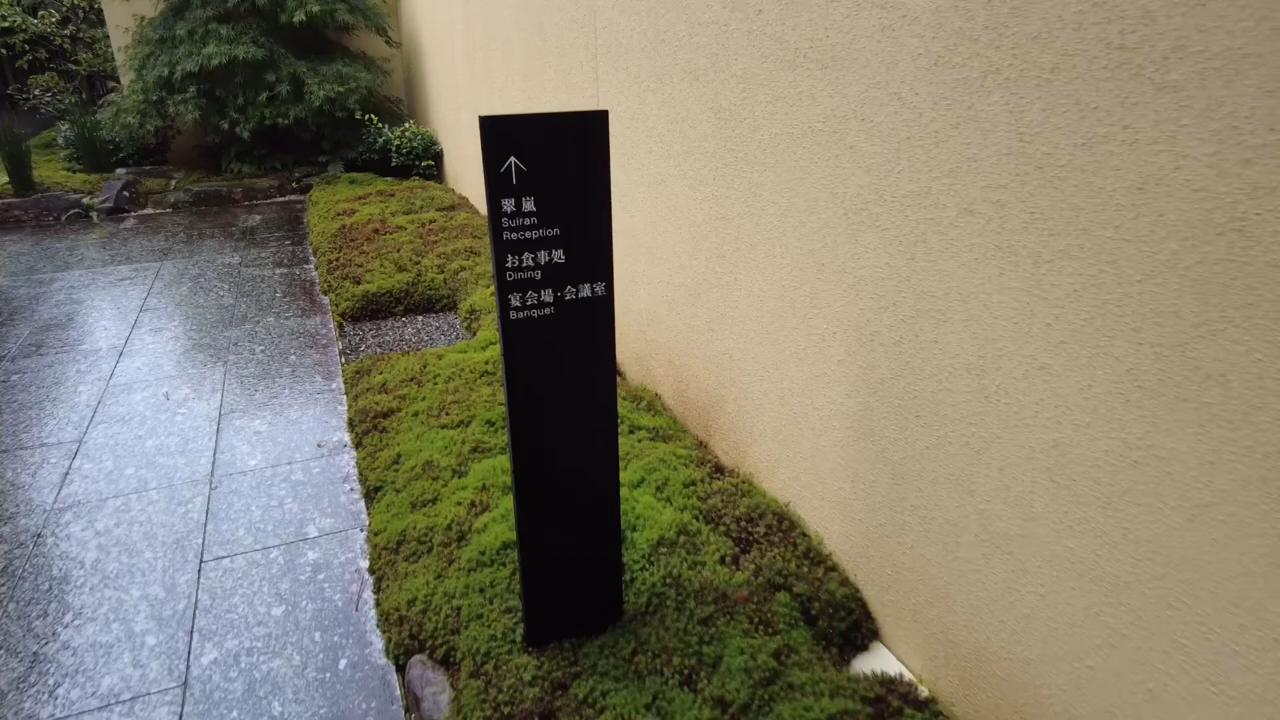 翠嵐
Suiran
Reception
お食事処
Dining
宴会場・会議室
Banquet